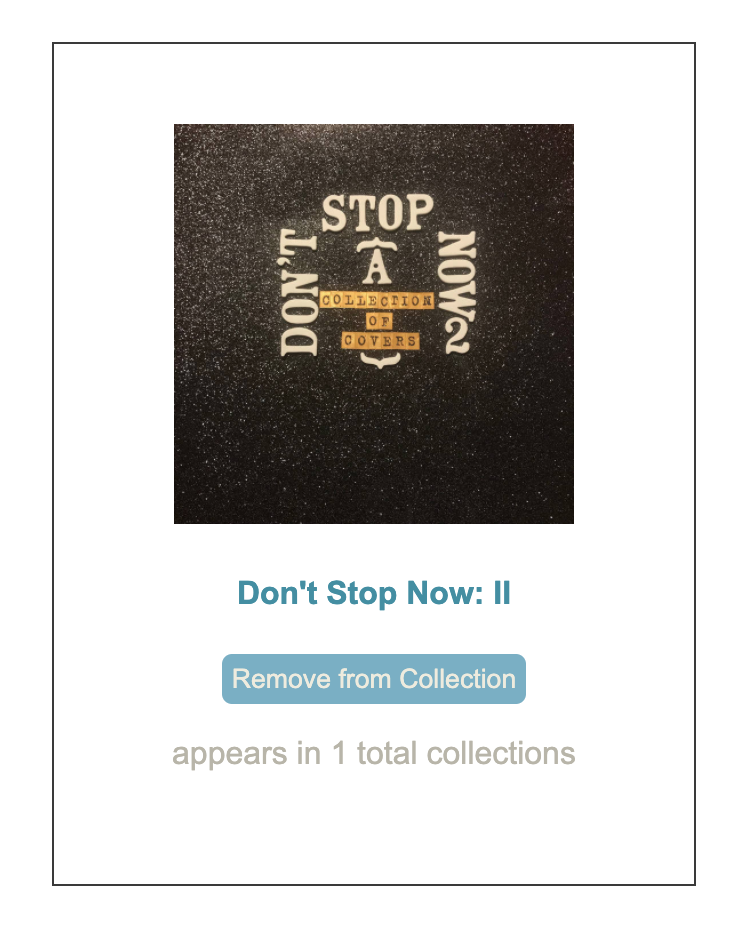 DON'T
STOP
NOW2
{
A
COLLECTION
OF
COVERS
}
Don't Stop Now: II
Remove from Collection
appears in 1 total collections